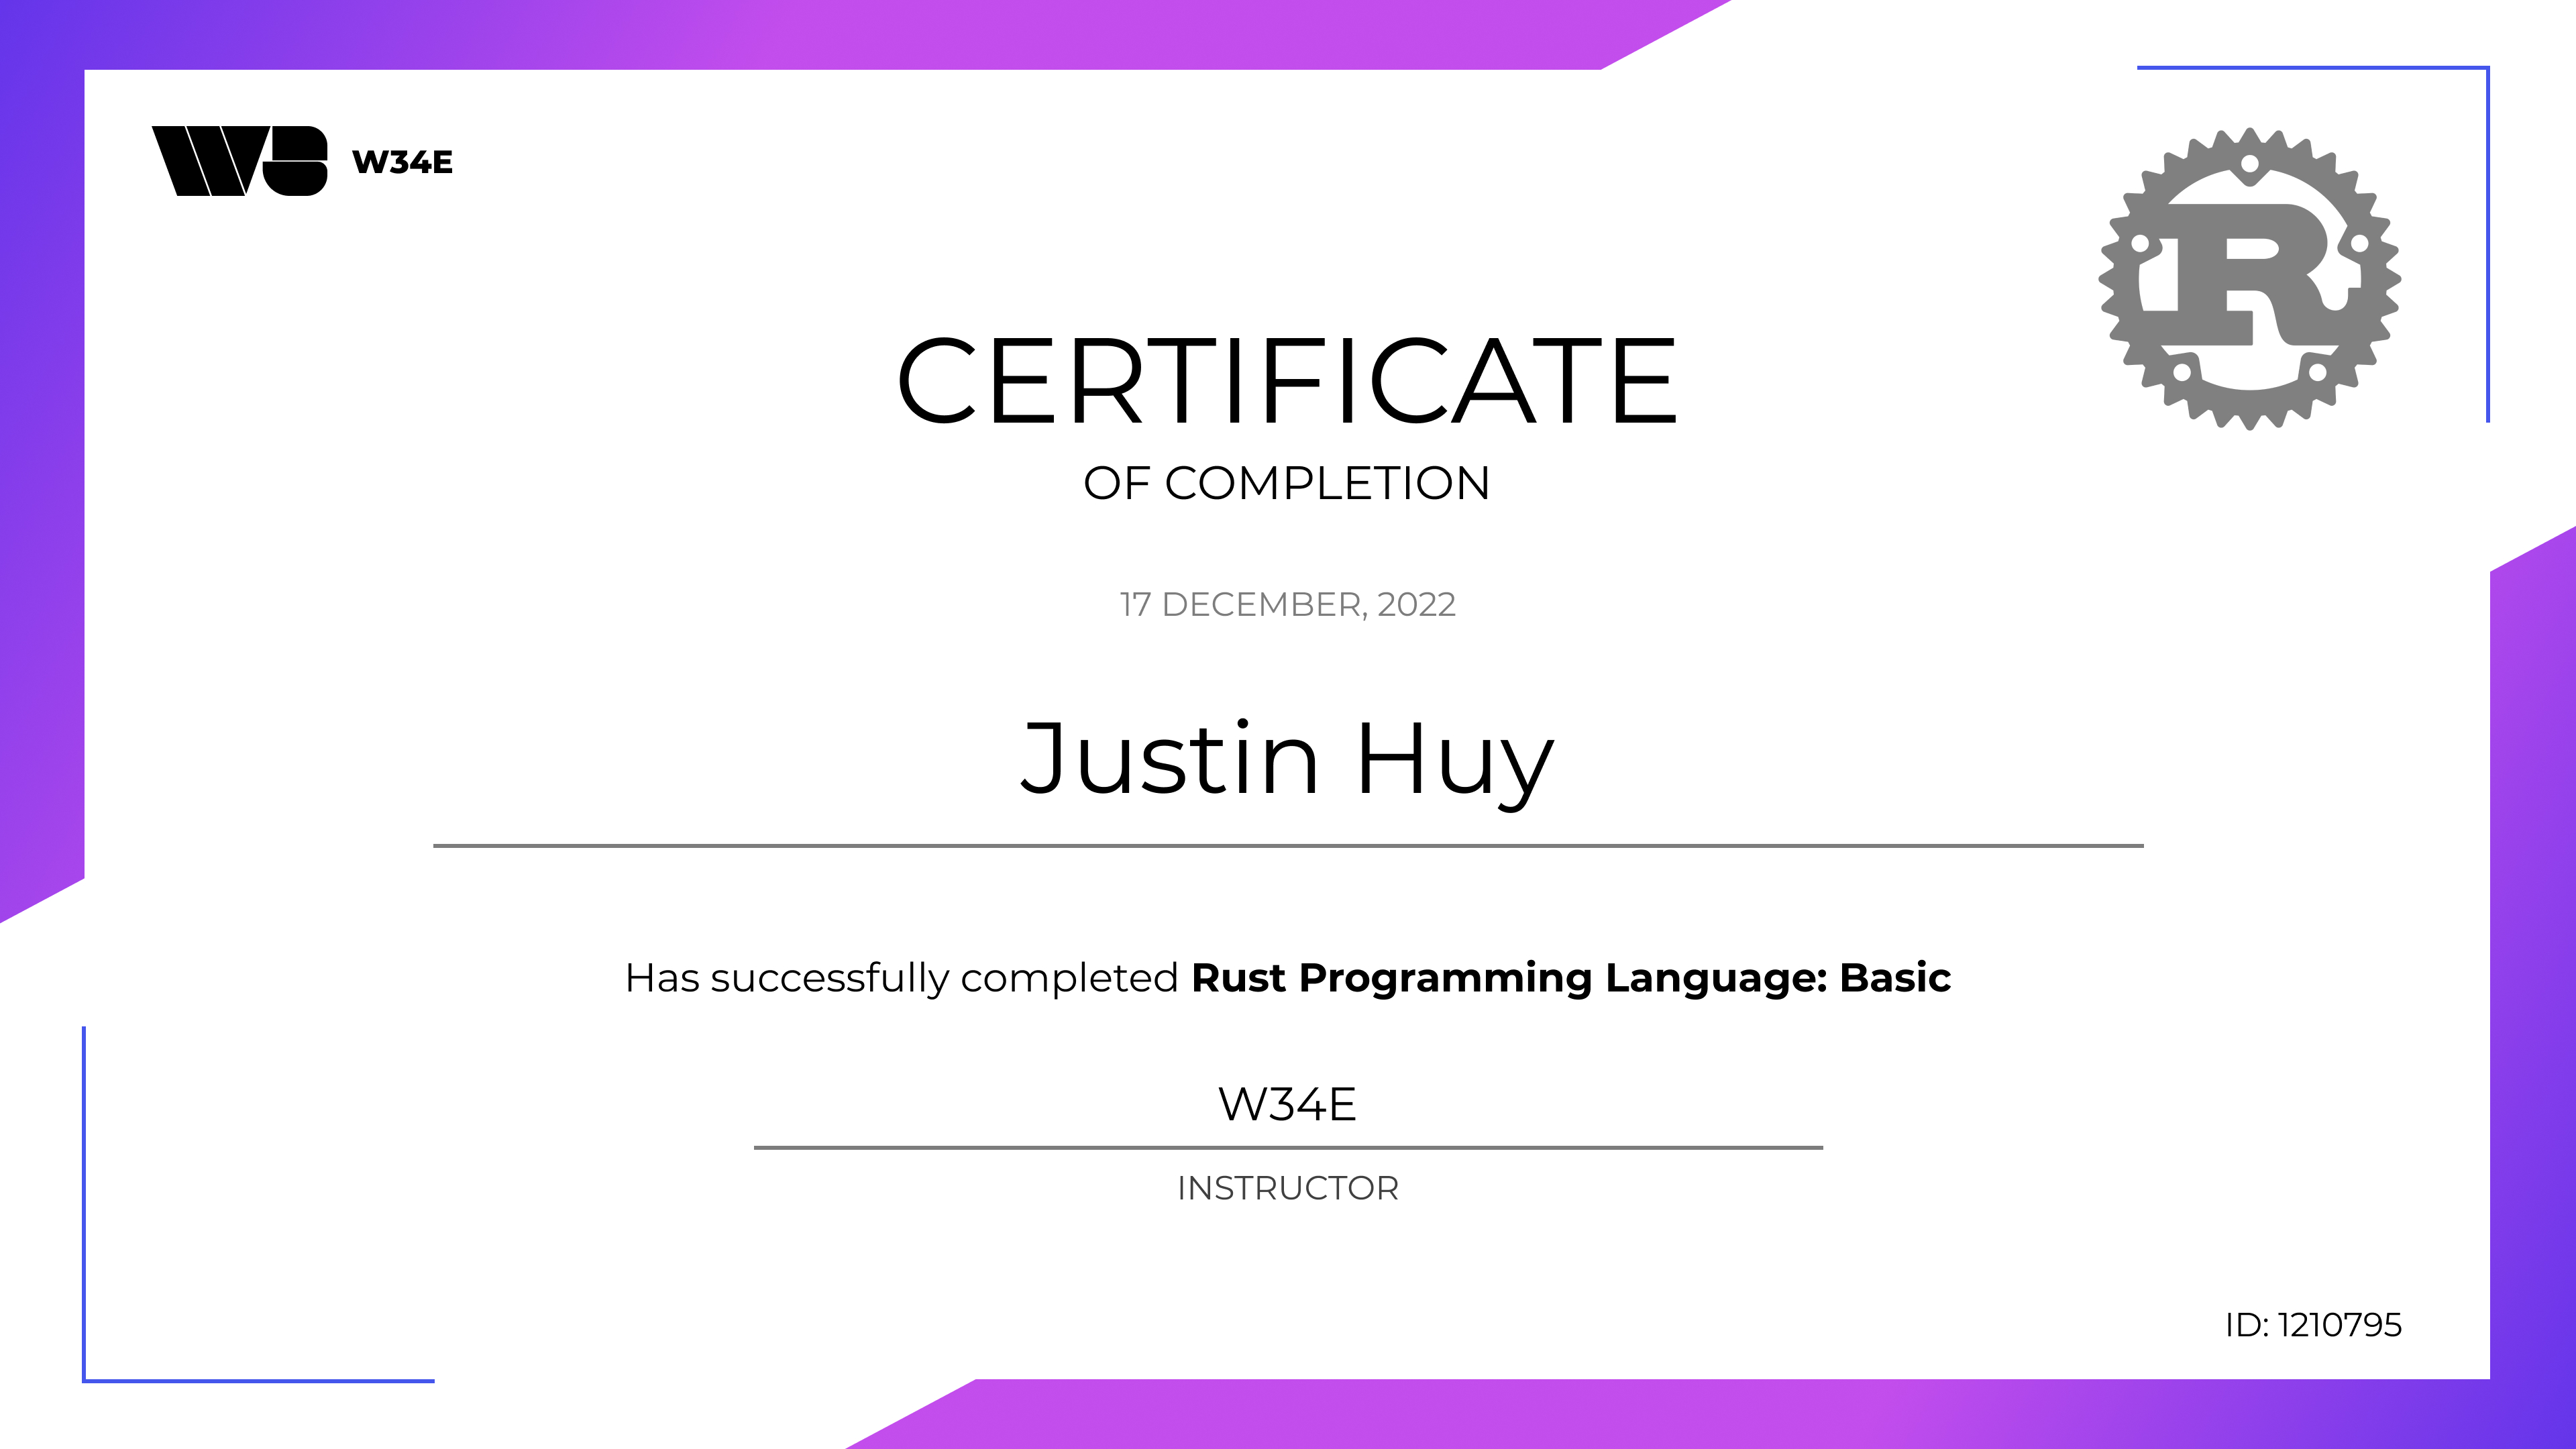 W34E
CERTIFICATE
OF COMPLETION
17 DECEMBER, 2022
Justin Huy
Has successfully completed Rust Programming Language: Basic
W34E
INSTRUCTOR
ID: 1210795